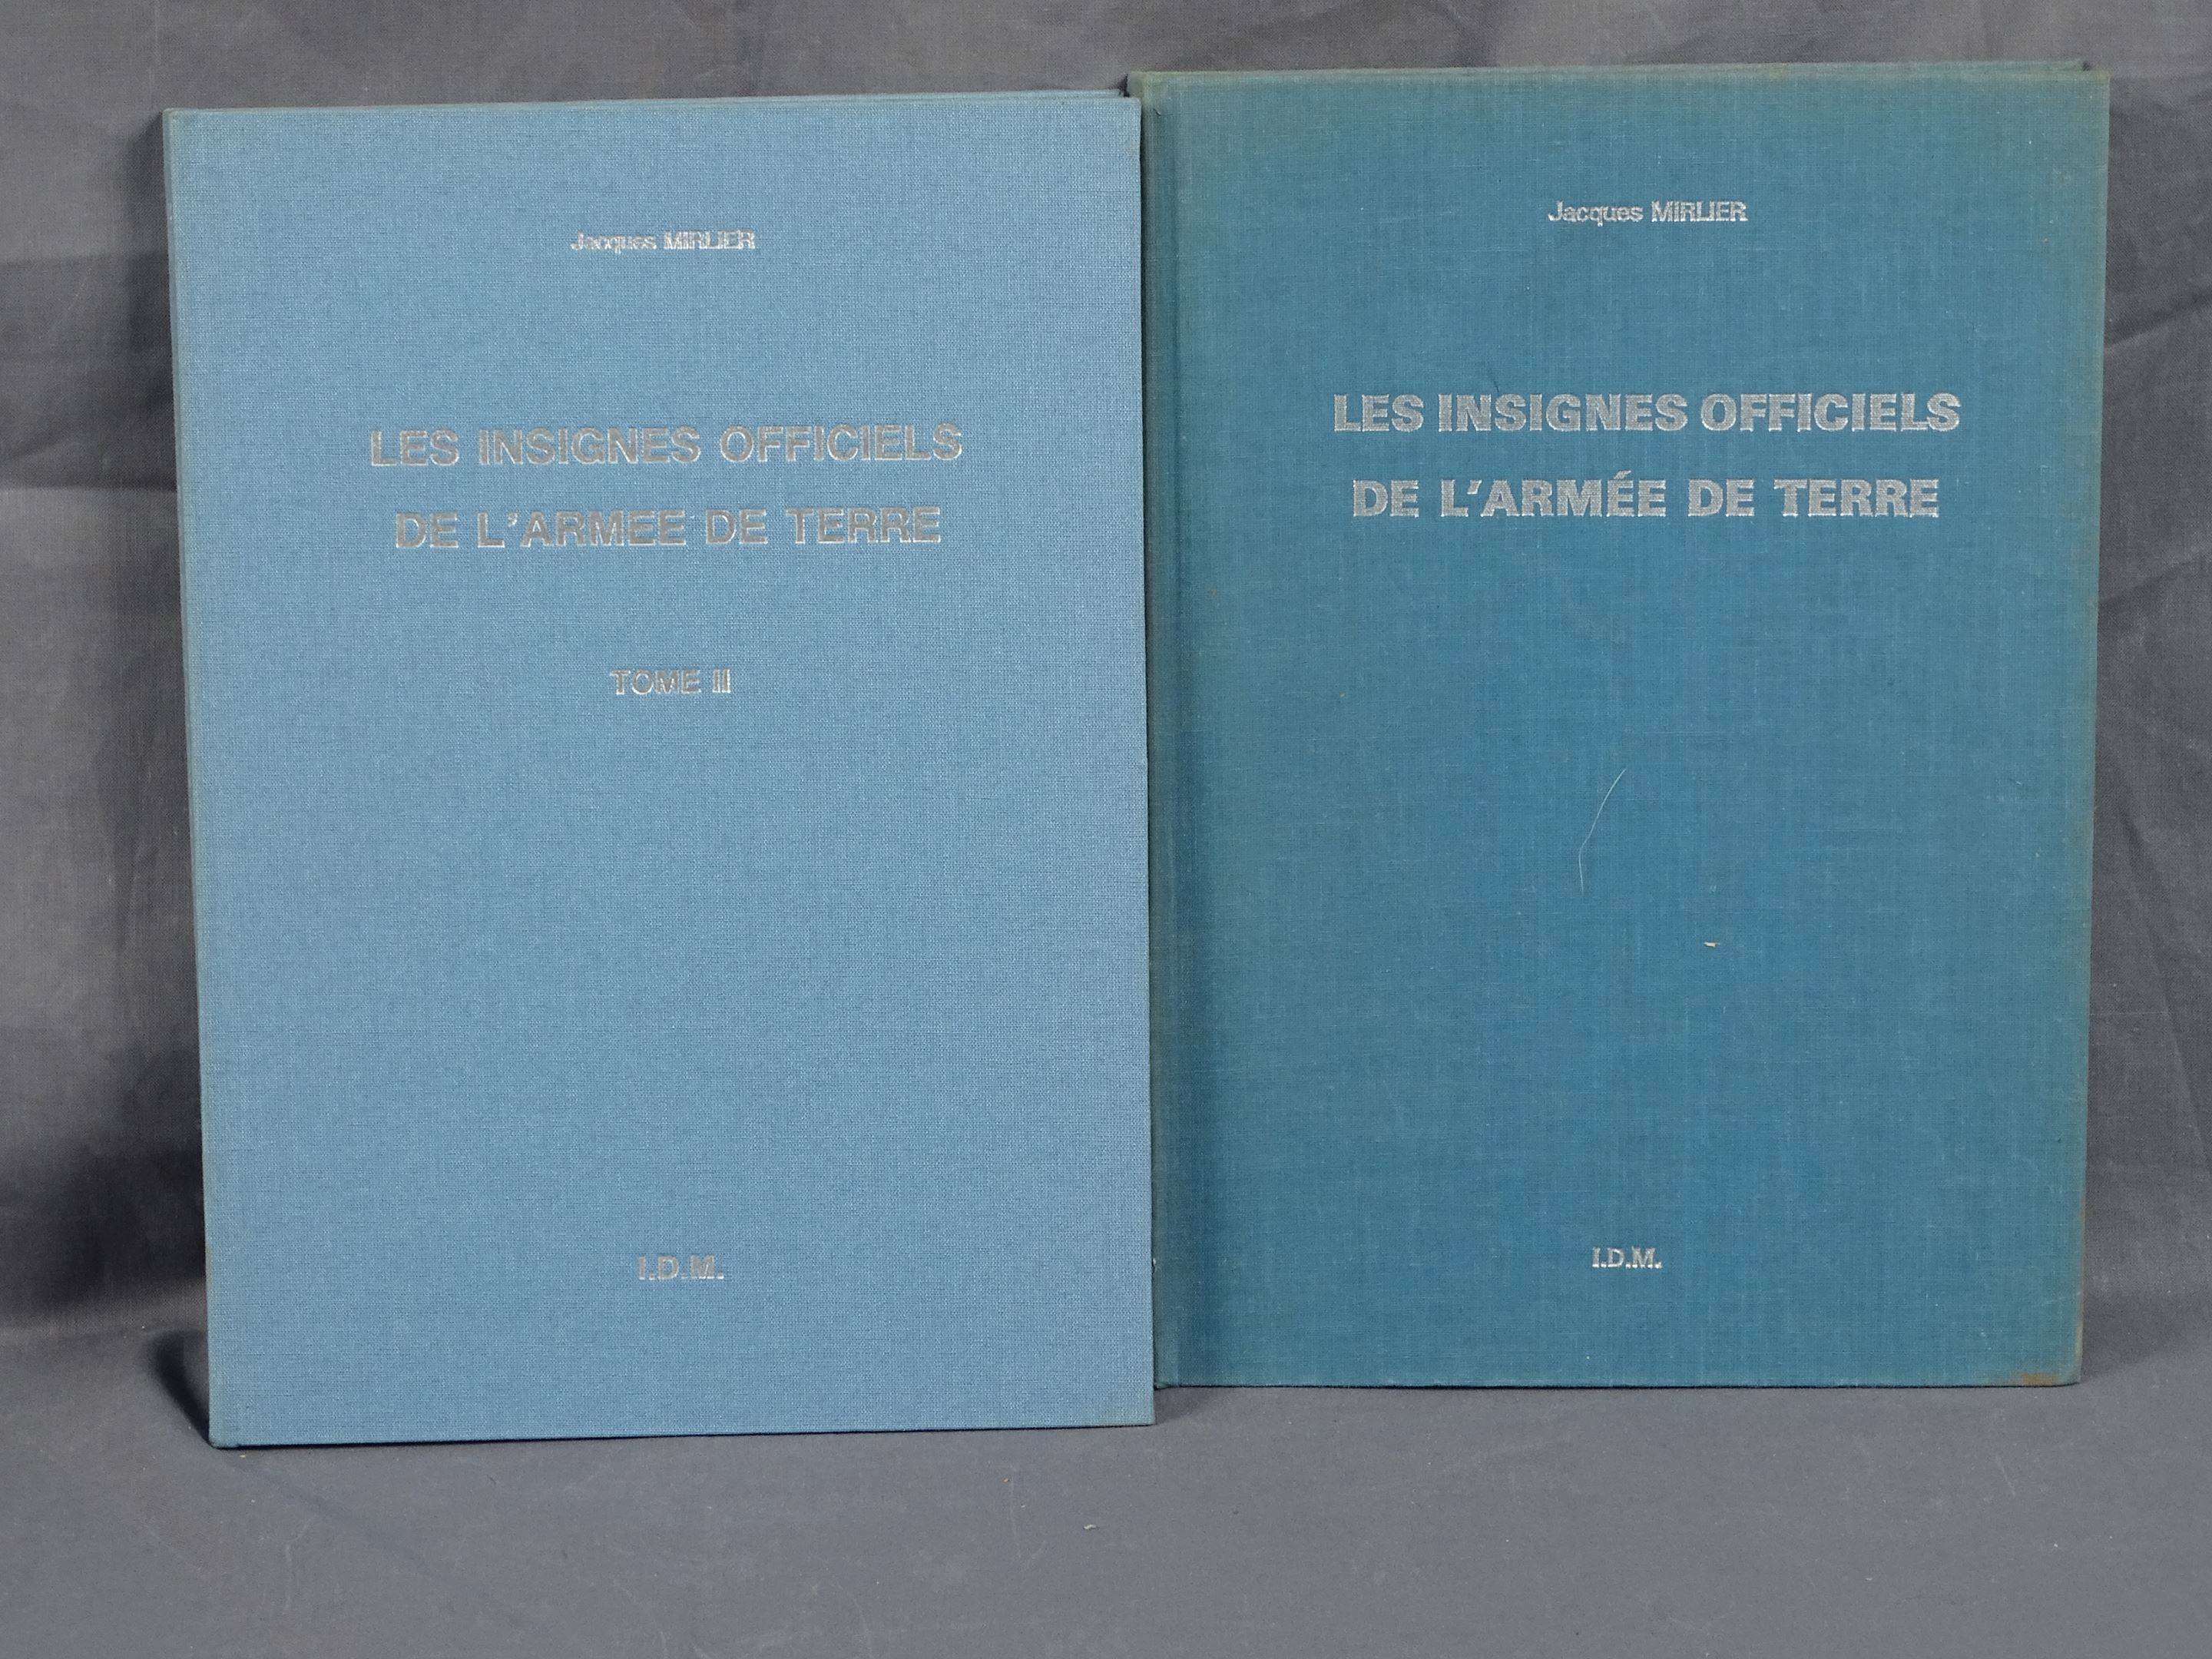 Jacques MIRLIER
LES INSIGNES OFFICIELS
DE L'ARMEE DE TERRE
TOME II
I.D.M.
Jacques MIRLIER
LES INSIGNES OFFICIELS
DE L'ARMÉE DE TERRE
I.D.M.